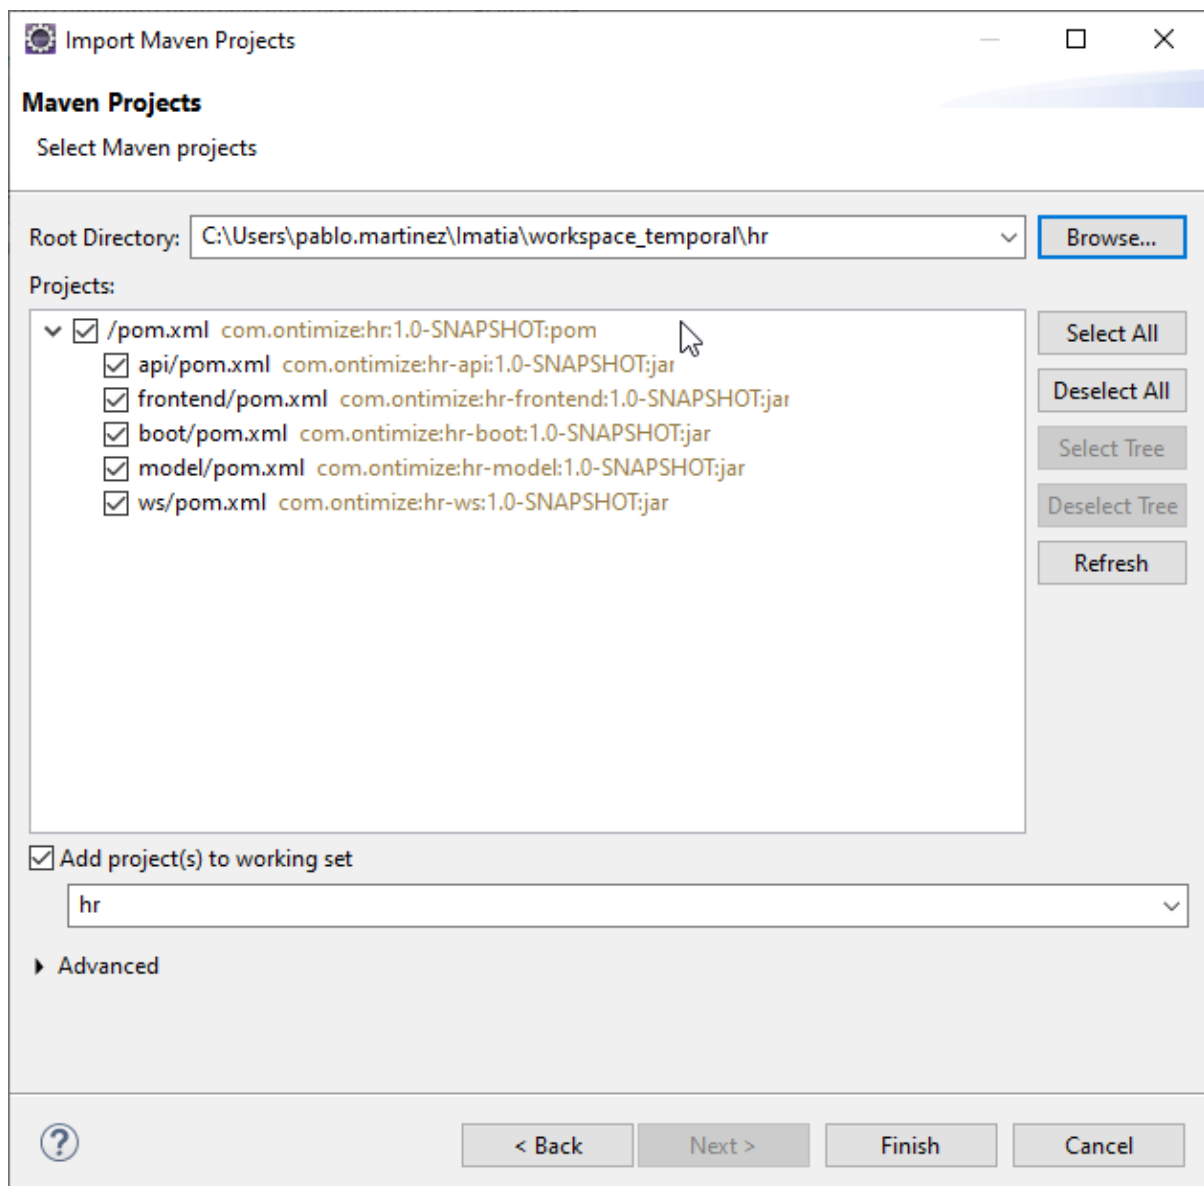 Import Maven Projects
Maven Projects
Select Maven projects
Root Directory: C:\Users\pablo.martinez\Imatia\workspace_temporal\hr Browse...
Projects:
/pom.xml com.ontimize:hr:1.0-SNAPSHOT:pom
api/pom.xml com.ontimize:hr-api:1.0-SNAPSHOT:jar
frontend/pom.xml com.ontimize:hr-frontend:1.0-SNAPSHOT:jar
boot/pom.xml com.ontimize:hr-boot:1.0-SNAPSHOT:jar
model/pom.xml com.ontimize:hr-model:1.0-SNAPSHOT:jar
ws/pom.xml com.ontimize:hr-ws:1.0-SNAPSHOT:jar
Select All
Deselect All
Select Tree
Deselect Tree
Refresh
Add project(s) to working set
hr
Advanced
? < Back Next > Finish Cancel